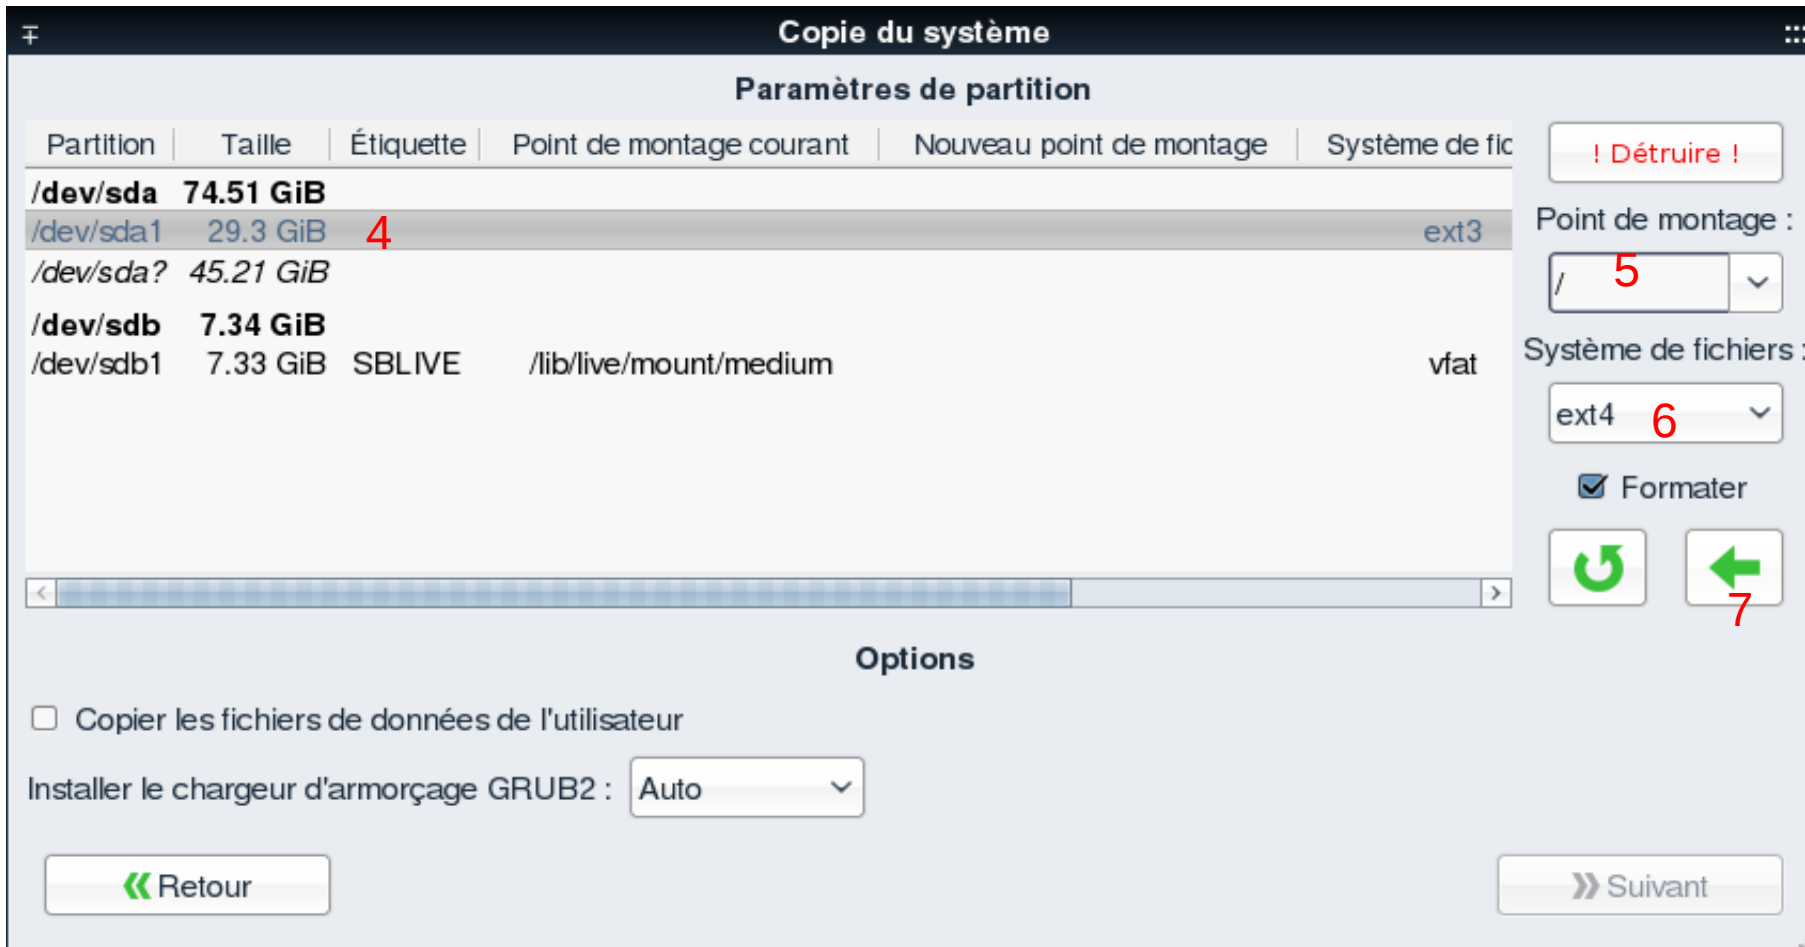 Copie du système
Paramètres de partition
Partition Taille Étiquette Point de montage courant Nouveau point de montage Système de fic
/dev/sda 74.51 GiB
/dev/sda1 29.3 GiB 4 ext3
/dev/sda? 45.21 GiB
/dev/sdb 7.34 GiB
/dev/sdb1 7.33 GiB SBLIVE /lib/live/mount/medium vfat
! Détruire !
Point de montage :
/ 5
Système de fichiers :
ext4 6
Formater
7
Options
Copier les fichiers de données de l'utilisateur
Installer le chargeur d'armorçage GRUB2 : Auto
Retour
Suivant